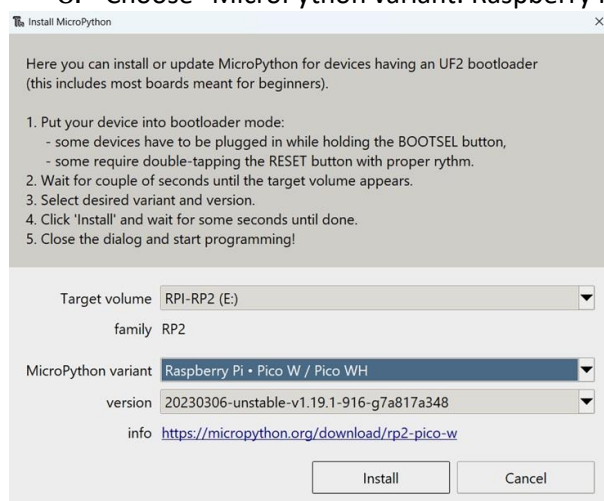 Choose "MicroPython variant: Raspberry
Install MicroPython
Here you can install or update MicroPython for devices having an UF2 bootloader
(this includes most boards meant for beginners).
1. Put your device into bootloader mode:
- some devices have to be plugged in while holding the BOOTSEL button,
- some require double-tapping the RESET button with proper rythm.
2. Wait for couple of seconds until the target volume appears.
3. Select desired variant and version.
4. Click 'Install' and wait for some seconds until done.
5. Close the dialog and start programming!
Target volume RPI-RP2 (E:)
family RP2
MicroPython variant Raspberry Pi • Pico W / Pico WH
version 20230306-unstable-v1.19.1-916-g7a817a348
info https://micropython.org/download/rp2-pico-w
Install Cancel